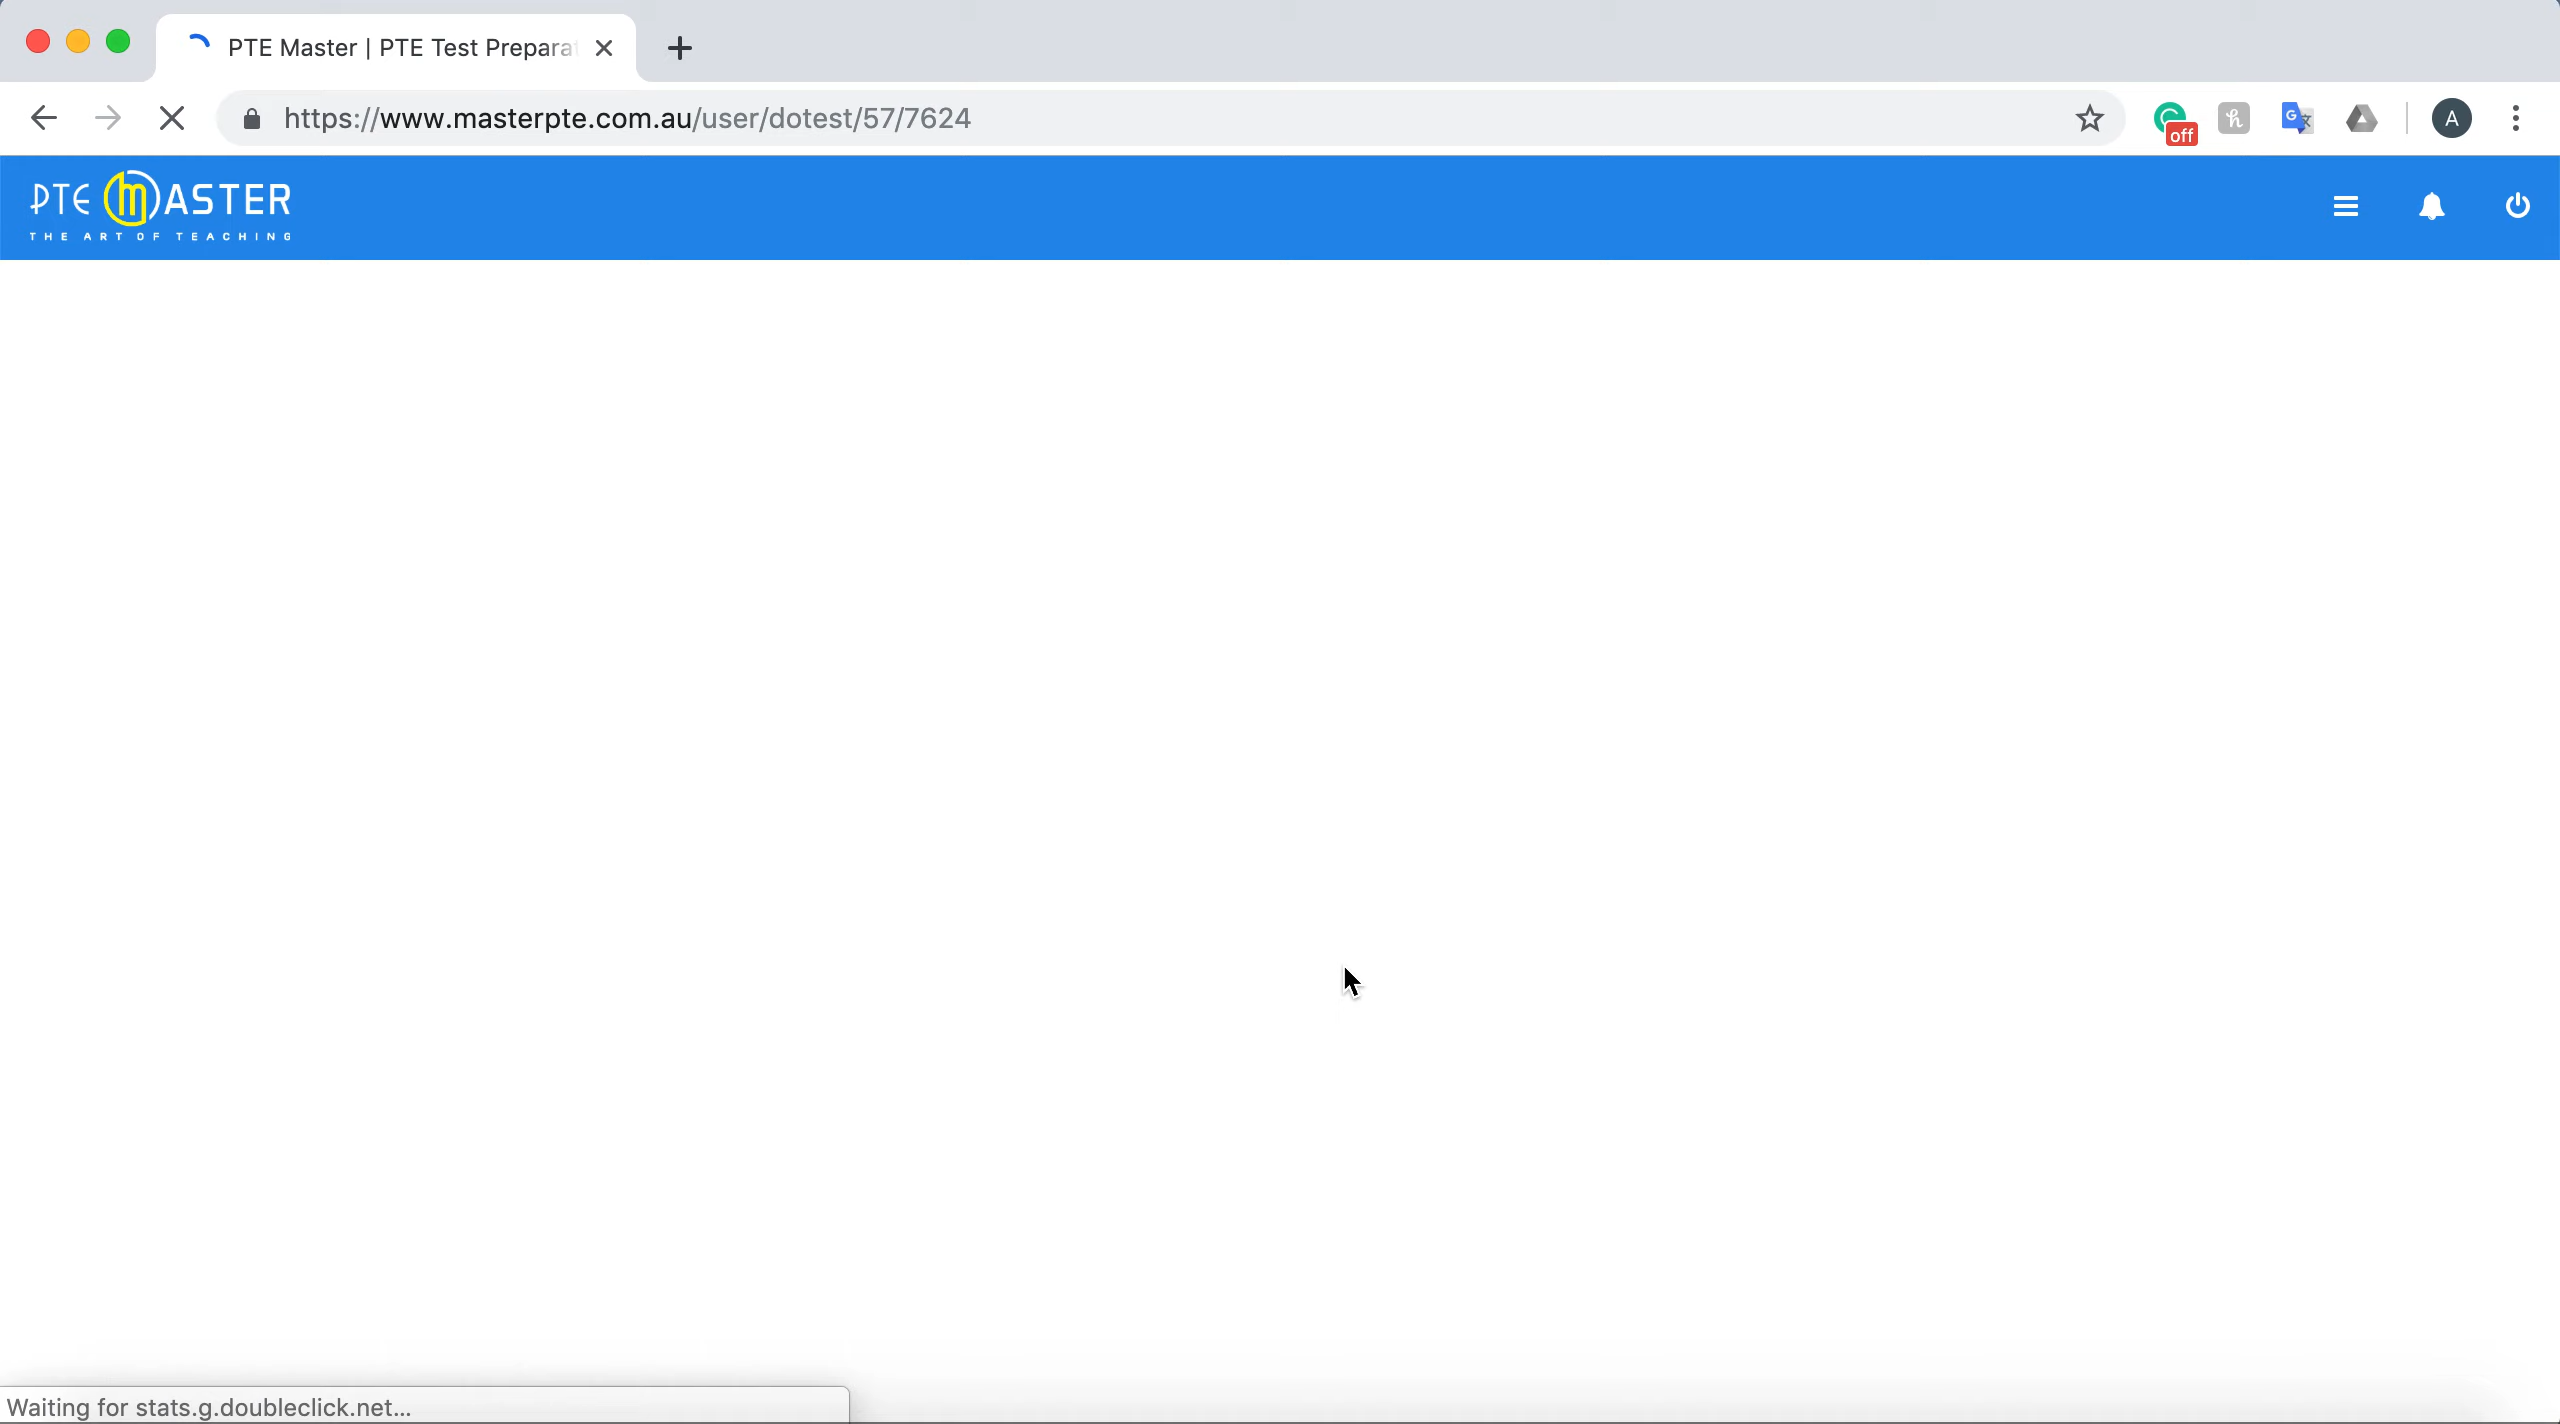 PTE Master | PTE Test Prepara
https://www.masterpte.com.au/user/dotest/57/7624
off
A
PTE MASTER
THE ART OF TEACHING
Waiting for stats.g.doubleclick.net...